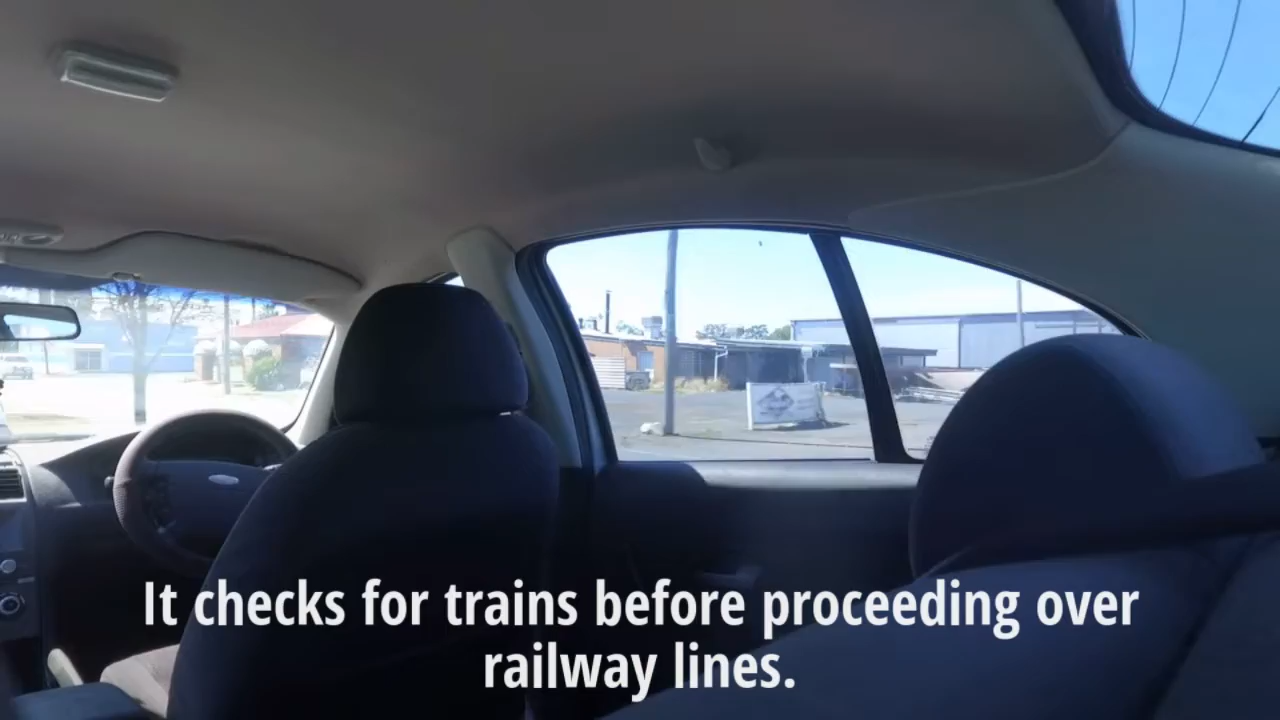 It checks for trains before proceeding over
railway lines.